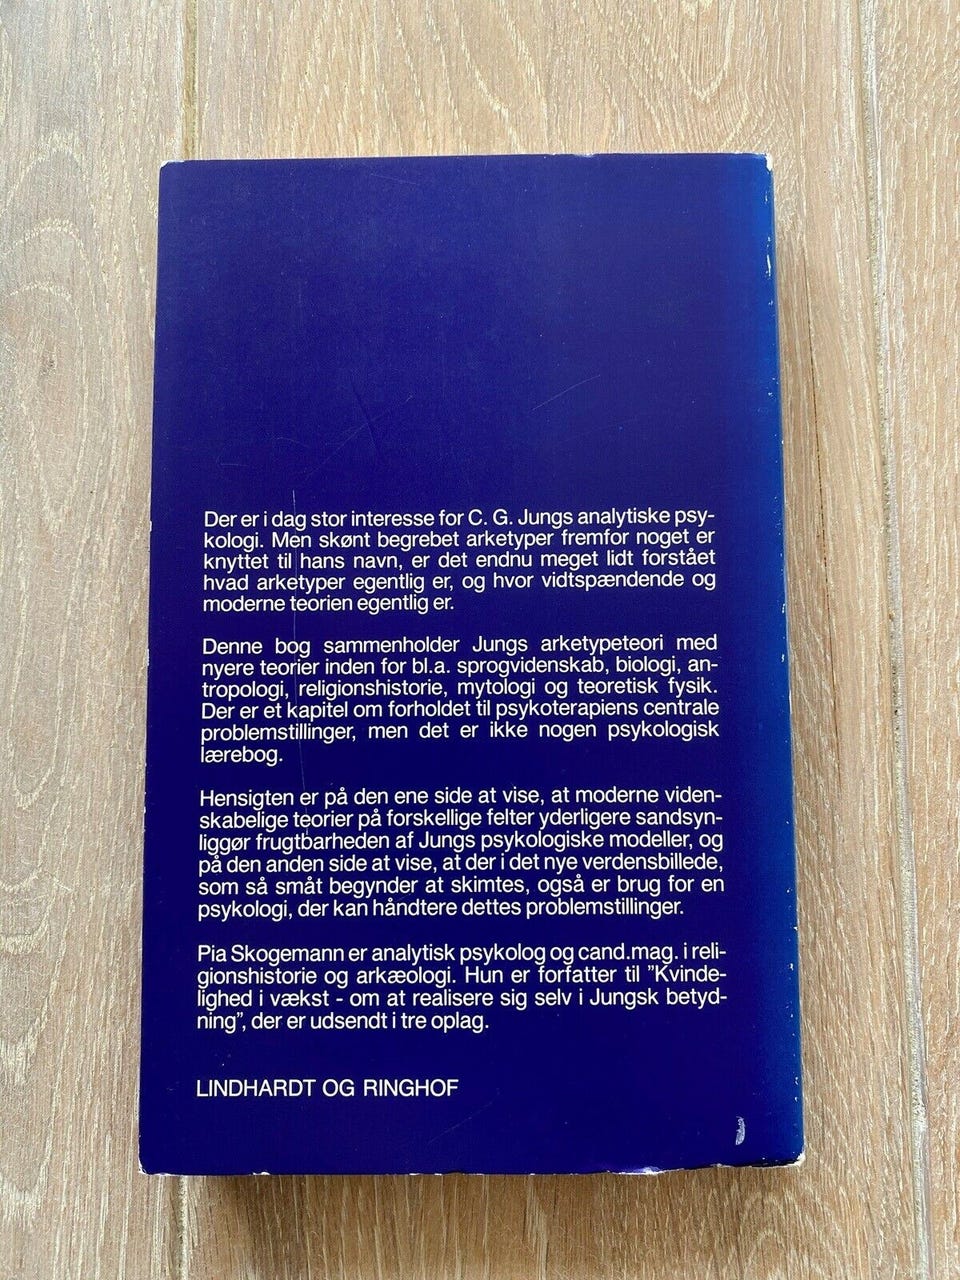 Der er i dag stor interesse for C. G. Jungs analytiske psy-
kologi. Men skønt begrebet arketyper fremfor noget er
knyttet til hans navn, er det endnu meget lidt forstået
hvad arketyper egentlig er, og hvor vidtspændende og
moderne teorien egentlig er.
Denne bog sammenholder Jungs arketypeteori med
nyere teorier inden for bl.a. sprogvidenskab, biologi, an-
tropologi, religionshistorie, mytologi og teoretisk fysik.
Der er et kapitel om forholdet til psykoterapiens centrale
problemstillinger, men det er ikke nogen psykologisk
lærebog.
Hensigten er på den ene side at vise, at moderne viden-
skabelige teorier på forskellige felter yderligere sandsyn-
liggør frugtbarheden af Jungs psykologiske modeller, og
på den anden side at vise, at der i det nye verdensbillede,
som så småt begynder at skimtes, også er brug for en
psykologi, der kan håndtere dettes problemstillinger.
Pia Skogemann er analytisk psykolog og cand.mag. i reli-
gionshistorie og arkæologi. Hun er forfatter til "Kvinde-
lighed i vækst - om at realisere sig selv i Jungsk betyd-
ning", der er udsendt i tre oplag.
LINDHARDT OG RINGHOF